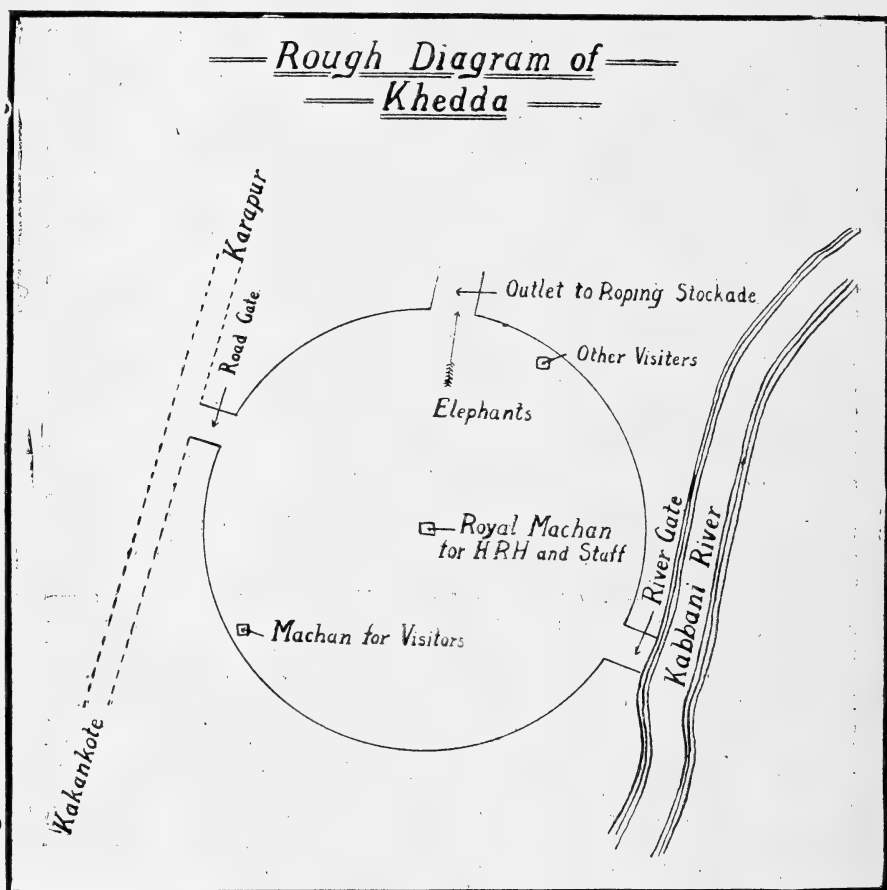 Rough Diagram of
Khedda
Karapur
Road Gate.
Outlet to Roping Stockade.
Other Visiters
Elephants
Royal Machan
for HRH and Staff
River Gate
Kabbani River
Machan for Visitors
Kakankote